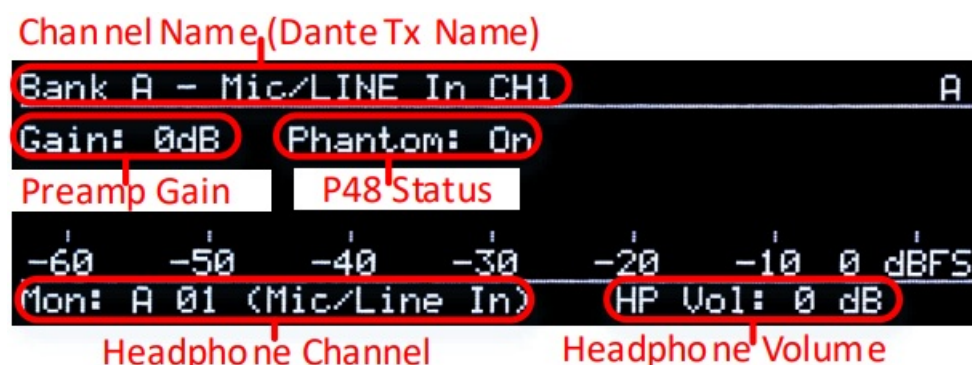 Channel Name (Dante Tx Name)
Bank A - Mic/LINE In CH1 A
Gain: 0dB Phantom: On
Preamp Gain P48 Status
-60 -50 -40 -30 -20 -10 0 dBFS
Mon: A 01 (Mic/Line In) HP Vol: 0 dB
Headphone Channel Headphone Volume